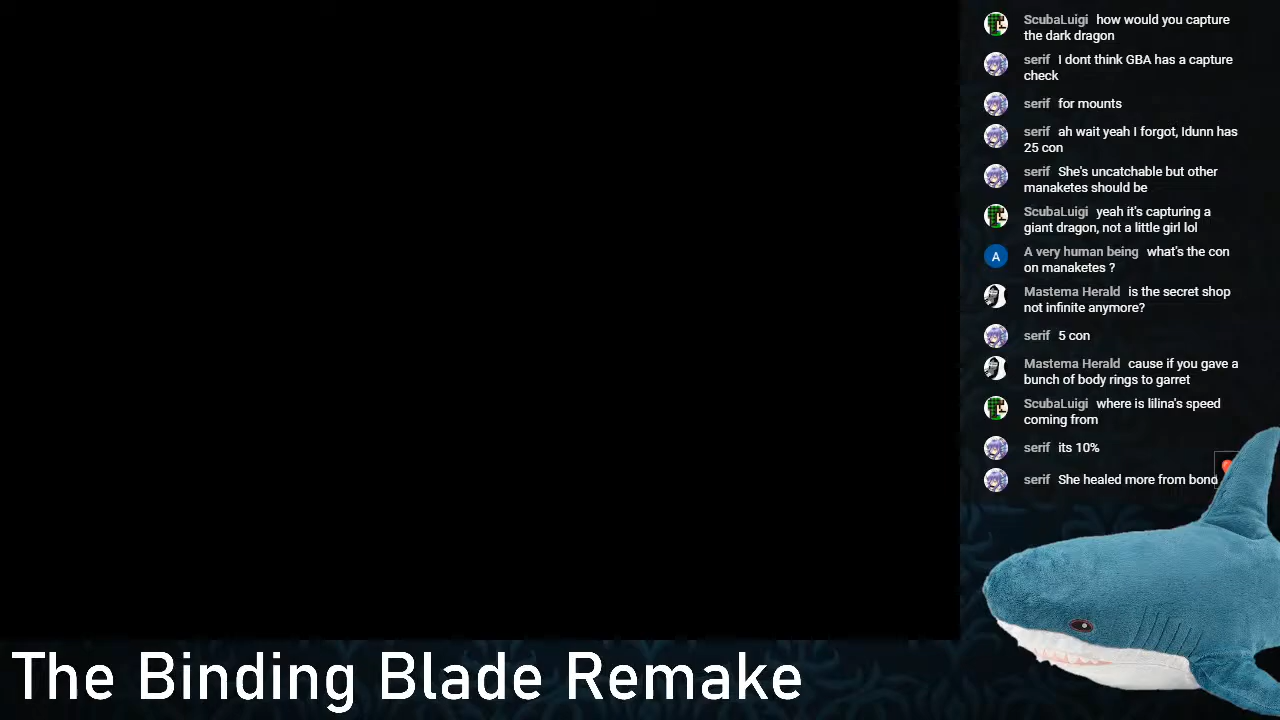 ScubaLuigi how would you capture
the dark dragon
serif I dont think GBA has a capture
check
serif for mounts
serif ah wait yeah I forgot, Idunn has
25 con
serif She's uncatchable but other
manaketes should be
ScubaLuigi yeah it's capturing a
giant dragon, not a little girl lol
A
A very human being what's the con
on manaketes ?
Mastema Herald is the secret shop
not infinite anymore?
serif 5 con
Mastema Herald cause if you gave a
bunch of body rings to garret
ScubaLuigi where is lilina's speed
coming from
serif its 10%
serif She healed more from bond
The Binding Blade Remake